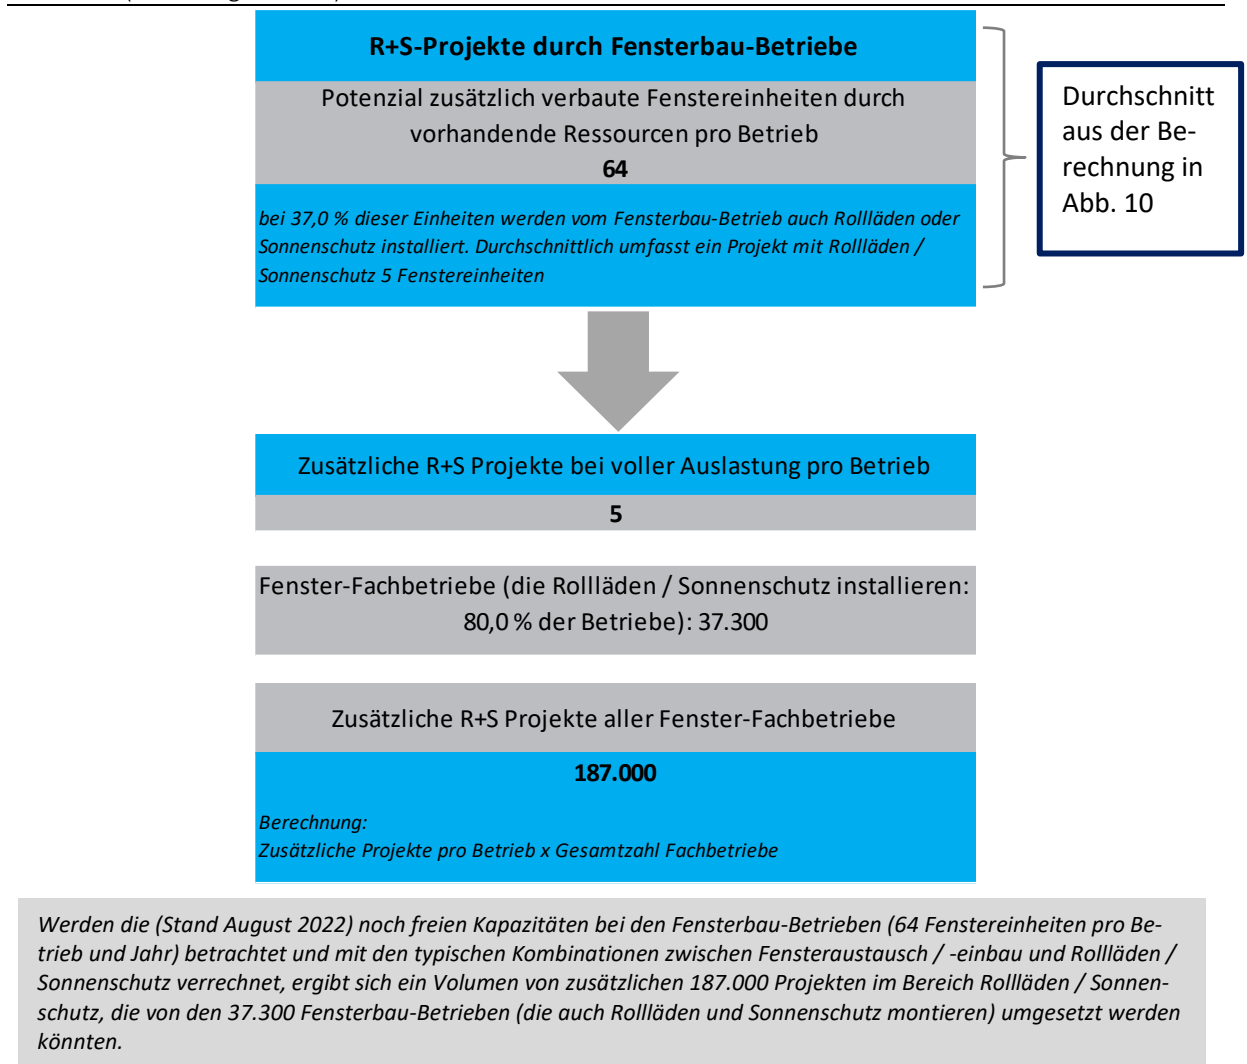 R+S-Projekte durch Fensterbau-Betriebe
Potenzial zusätzlich verbaute Fenstereinheiten durch
vorhandende Ressourcen pro Betrieb
64
bei 37,0 % dieser Einheiten werden vom Fensterbau-Betrieb auch Rollläden oder
Sonnenschutz installiert. Durchschnittlich umfasst ein Projekt mit Rollläden /
Sonnenschutz 5 Fenstereinheiten
Durchschnitt
aus der Be-
rechnung in
Abb. 10
Zusätzliche R+S Projekte bei voller Auslastung pro Betrieb
5
Fenster-Fachbetriebe (die Rollläden / Sonnenschutz installieren:
80,0 % der Betriebe): 37.300
Zusätzliche R+S Projekte aller Fenster-Fachbetriebe
187.000
Berechnung:
Zusätzliche Projekte pro Betrieb x Gesamtzahl Fachbetriebe
Werden die (Stand August 2022) noch freien Kapazitäten bei den Fensterbau-Betrieben (64 Fenstereinheiten pro Be-
trieb und Jahr) betrachtet und mit den typischen Kombinationen zwischen Fensteraustausch / -einbau und Rollläden /
Sonnenschutz verrechnet, ergibt sich ein Volumen von zusätzlichen 187.000 Projekten im Bereich Rollläden / Sonnen-
schutz, die von den 37.300 Fensterbau-Betrieben (die auch Rollläden und Sonnenschutz montieren) umgesetzt werden
könnten.